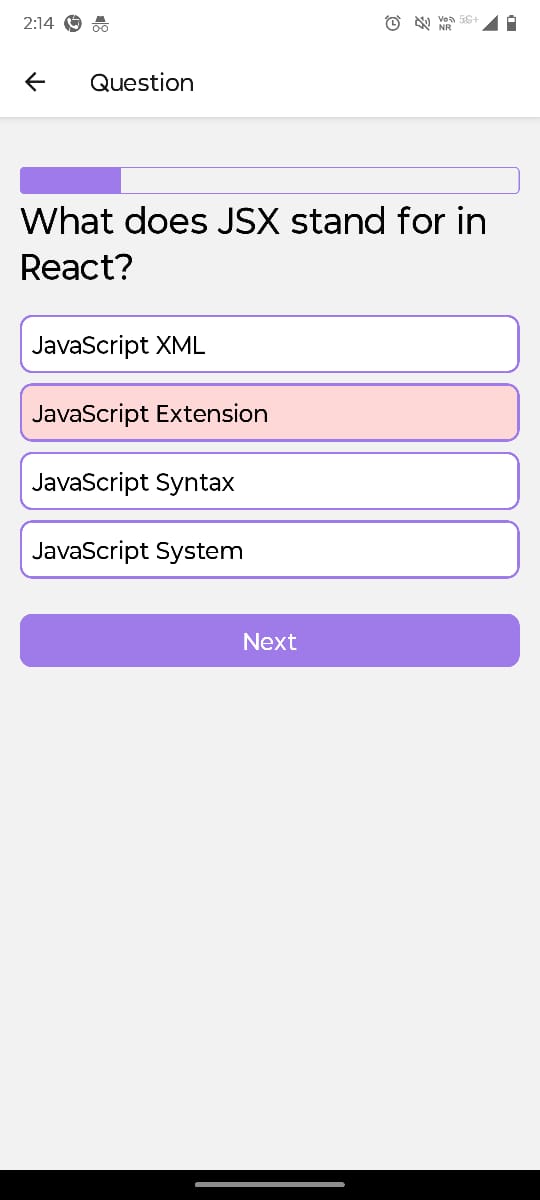 2:14
Vo))
NR
5G+
Question
What does JSX stand for in
React?
JavaScript XML
JavaScript Extension
JavaScript Syntax
JavaScript System
Next